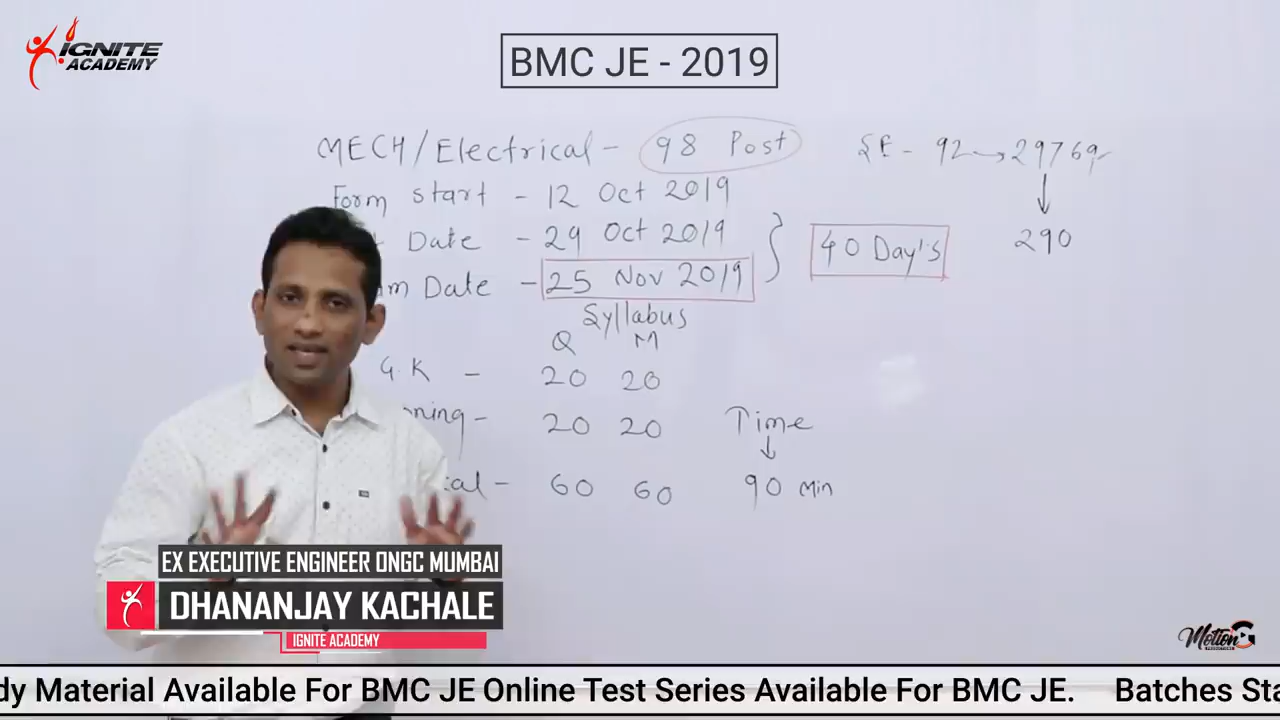 IGNITE
ACADEMY
BMC JE - 2019
MECH/Electrical - 98 Post
SE - 92 → 29769
Form start - 12 Oct 2019
Date - 29 Oct 2019
40 Day's
290
Date - 25 Nov 2019
Syllabus
Q M
G.K - 20 20
20 20
Time
60 60
90 Min
EX EXECUTIVE ENGINEER ONGC MUMBAI
DHANANJAY KACHALE
IGNITE ACADEMY
Motion
PRODUCTIONS
dy Material Available For BMC JE Online Test Series Available For BMC JE. Batches Sta